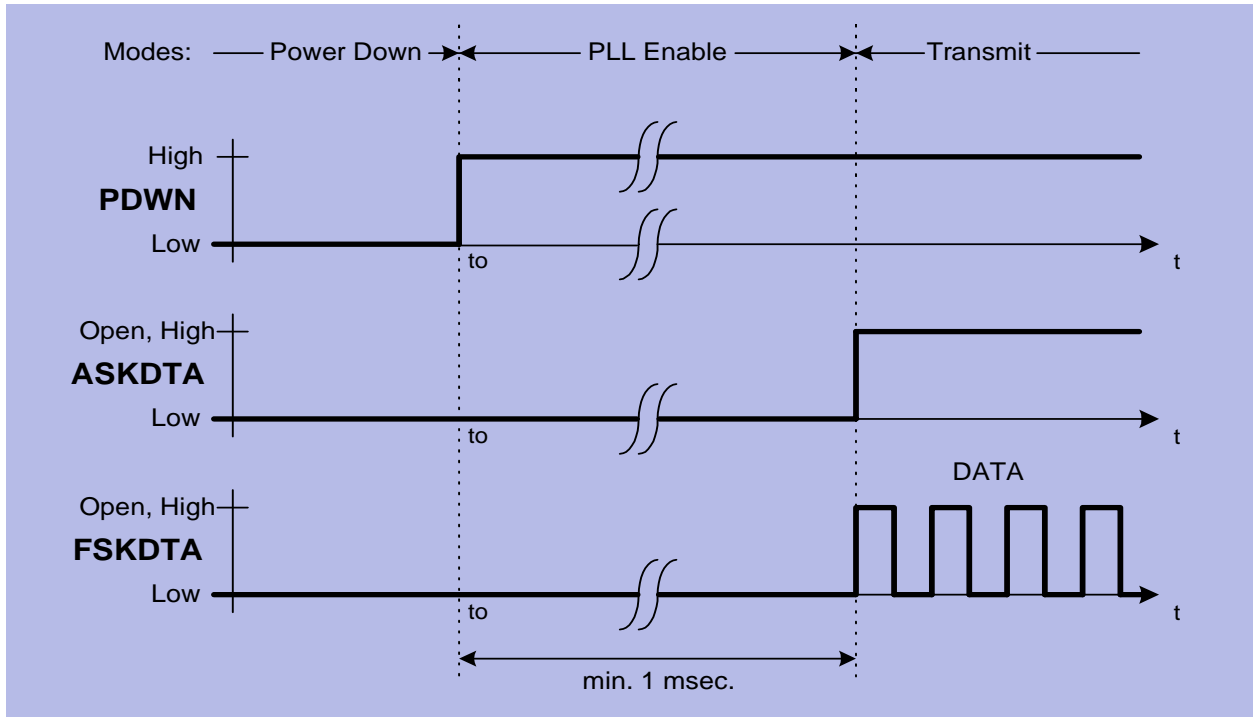 Modes: Power Down PLL Enable Transmit
High
PDWN
Low
to
t
Open, High
ASKDTA
Low
to
t
DATA
Open, High
FSKDTA
Low
to
t
min. 1 msec.